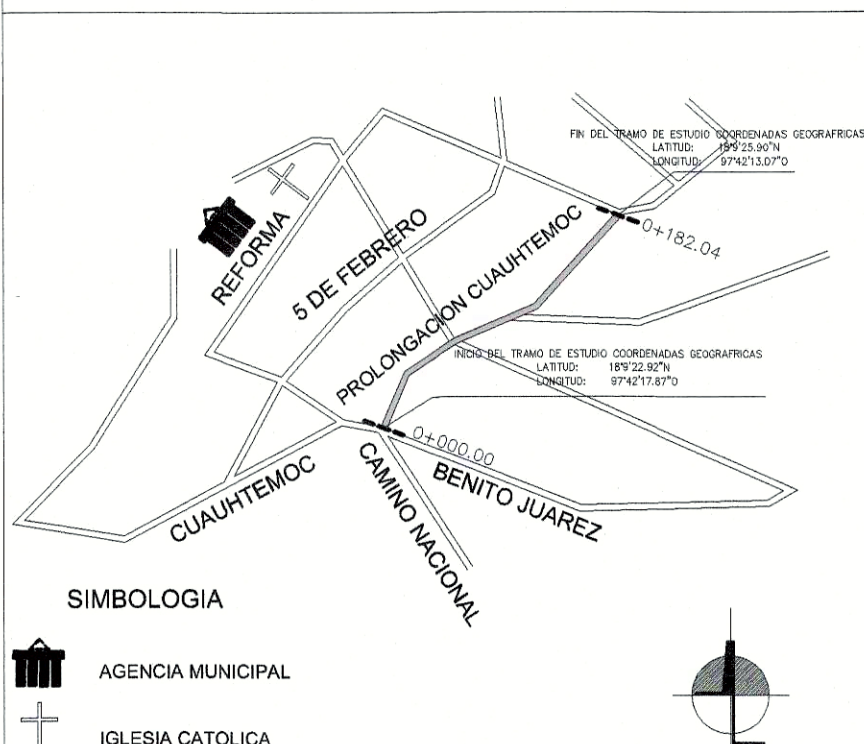 FIN DEL TRAMO DE ESTUDIO COORDENADAS GEOGRAFICAS
LATITUD: 18°9'25.90"N
LONGITUD: 97°42'13.07"O
0+182.04
REFORMA
5 DE FEBRERO
PROLONGACION CUAUHTEMOC
INICIO DEL TRAMO DE ESTUDIO COORDENADAS GEOGRAFICAS
LATITUD: 18°9'22.92"N
LONGITUD: 97°42'17.87"O
0+000.00
CUAUHTEMOC
CAMINO NACIONAL
BENITO JUAREZ
SIMBOLOGIA
AGENCIA MUNICIPAL
IGLESIA CATOLICA